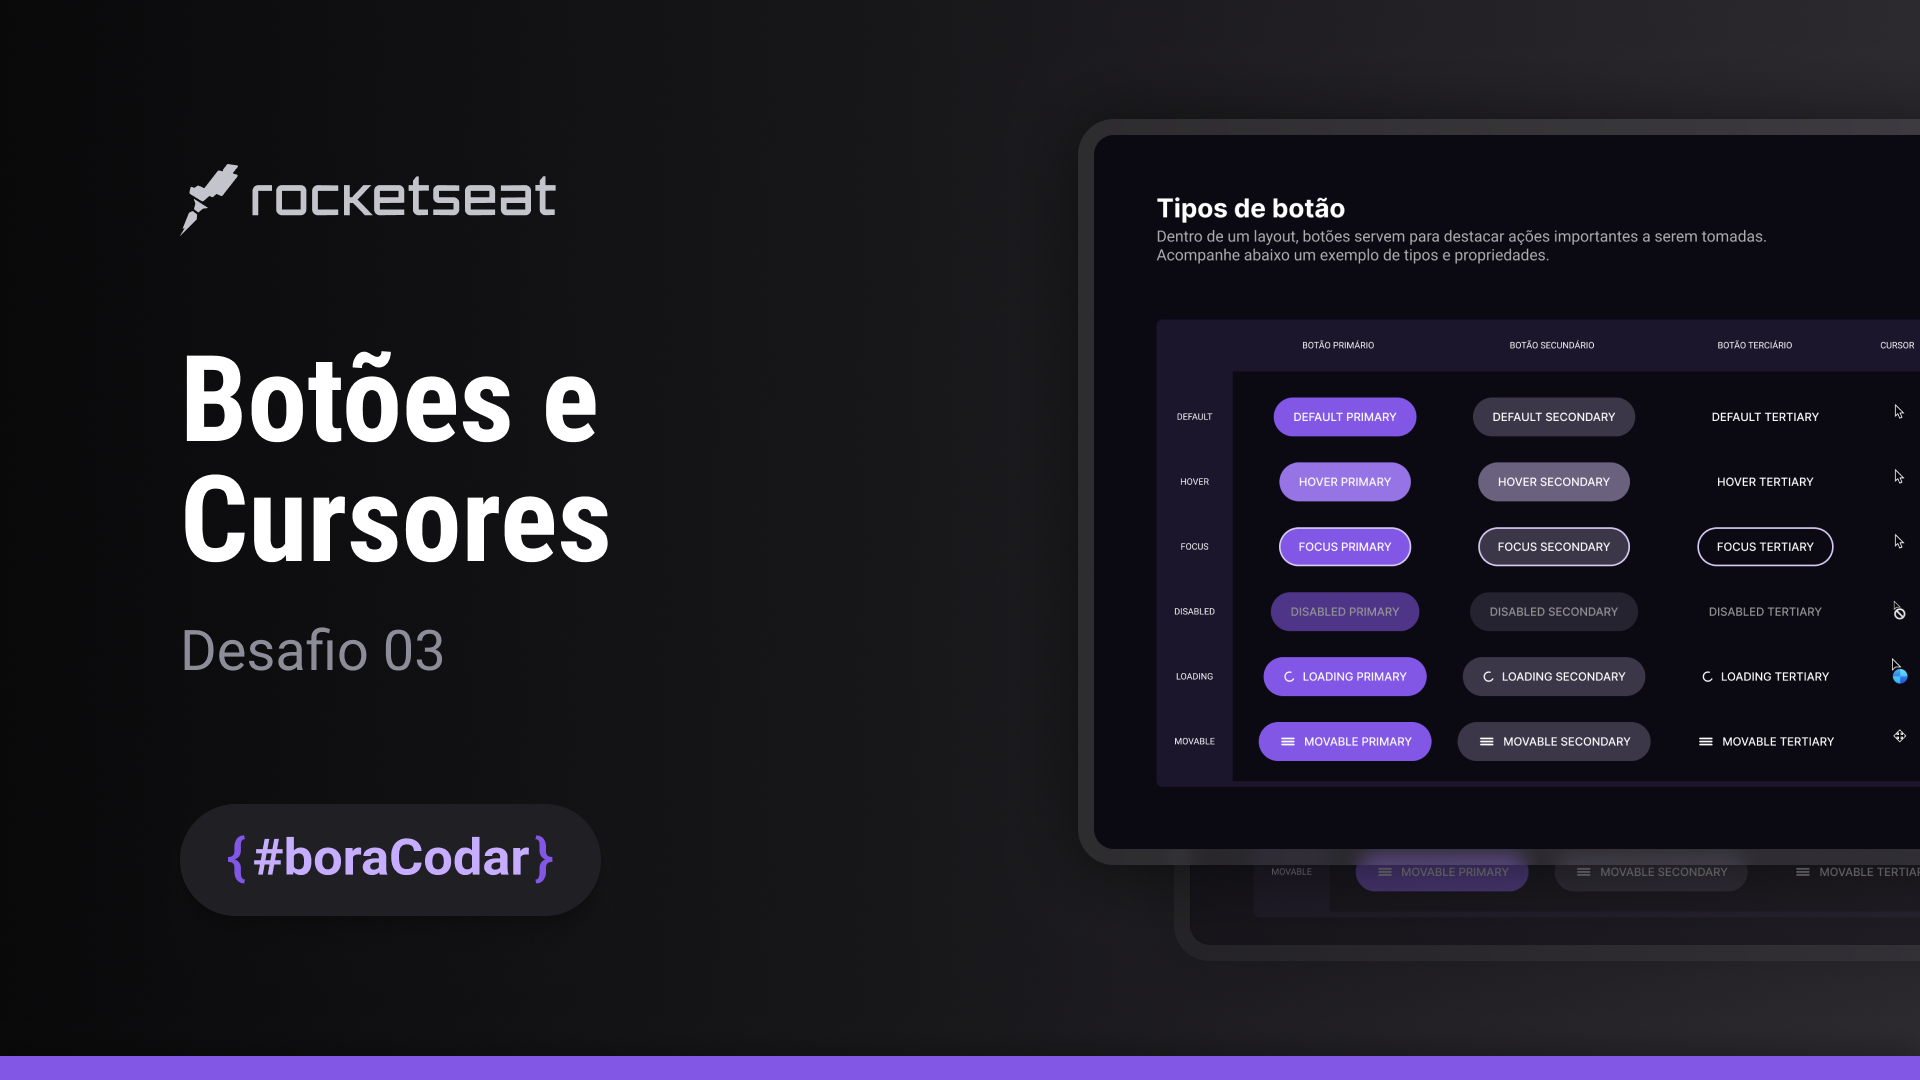 rocketseat
Botões e
Cursores
Desafio 03
{#boraCodar}
Tipos de botão
Dentro de um layout, botões servem para destacar ações importantes a serem tomadas.
Acompanhe abaixo um exemplo de tipos e propriedades.
BOTÃO PRIMÁRIO BOTÃO SECUNDÁRIO BOTÃO TERCIÁRIO CURSOR
DEFAULT DEFAULT PRIMARY DEFAULT SECONDARY DEFAULT TERTIARY
HOVER HOVER PRIMARY HOVER SECONDARY HOVER TERTIARY
FOCUS FOCUS PRIMARY FOCUS SECONDARY FOCUS TERTIARY
DISABLED DISABLED PRIMARY DISABLED SECONDARY DISABLED TERTIARY
LOADING LOADING PRIMARY LOADING SECONDARY LOADING TERTIARY
MOVABLE MOVABLE PRIMARY MOVABLE SECONDARY MOVABLE TERTIARY
MOVABLE MOVABLE PRIMARY MOVABLE SECONDARY MOVABLE TERTIAR